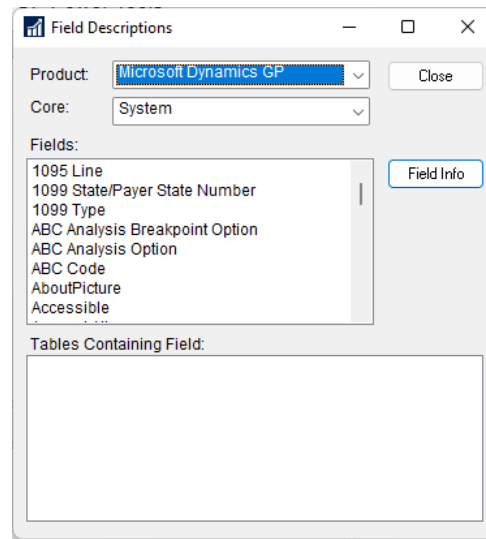 Field Descriptions
Product: Microsoft Dynamics GP
Close
Core: System
Fields:
1095 Line
1099 State/Payer State Number
1099 Type
ABC Analysis Breakpoint Option
ABC Analysis Option
ABC Code
AboutPicture
Accessible
Field Info
Tables Containing Field: